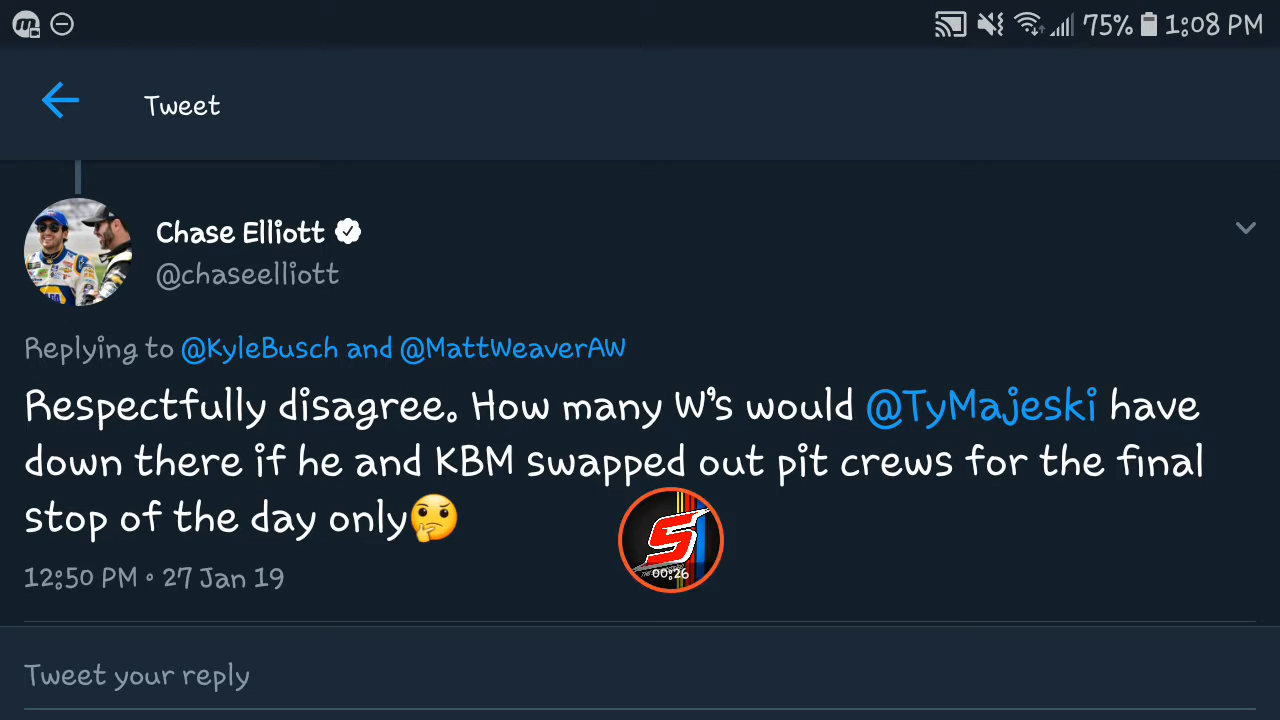 75% 1:08 PM
Tweet
Chase Elliott
@chaseelliott
Replying to @KyleBusch and @MattWeaverAW
Respectfully disagree. How many W's would @TyMajeski have
down there if he and KBM swapped out pit crews for the final
stop of the day only🤔
00:26
12:50 PM • 27 Jan 19
Tweet your reply